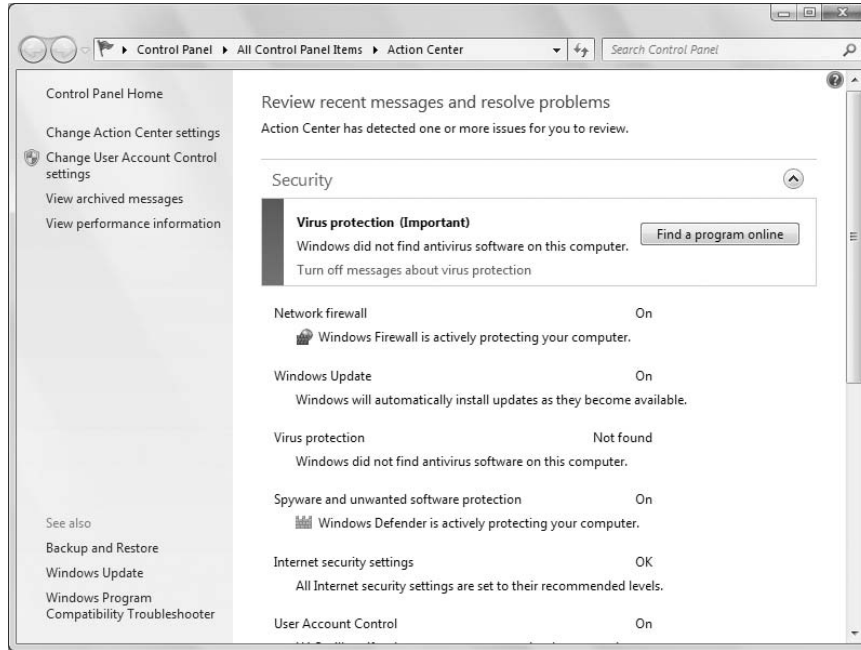 Control Panel ▸ All Control Panel Items ▸ Action Center
Search Control Panel
Control Panel Home
Change Action Center settings
Change User Account Control
settings
View archived messages
View performance information
See also
Backup and Restore
Windows Update
Windows Program
Compatibility Troubleshooter
Review recent messages and resolve problems
Action Center has detected one or more issues for you to review.
Security
Virus protection (Important)
Windows did not find antivirus software on this computer.
Find a program online
Turn off messages about virus protection
Network firewall On
Windows Firewall is actively protecting your computer.
Windows Update On
Windows will automatically install updates as they become available.
Virus protection Not found
Windows did not find antivirus software on this computer.
Spyware and unwanted software protection On
Windows Defender is actively protecting your computer.
Internet security settings OK
All Internet security settings are set to their recommended levels.
User Account Control On